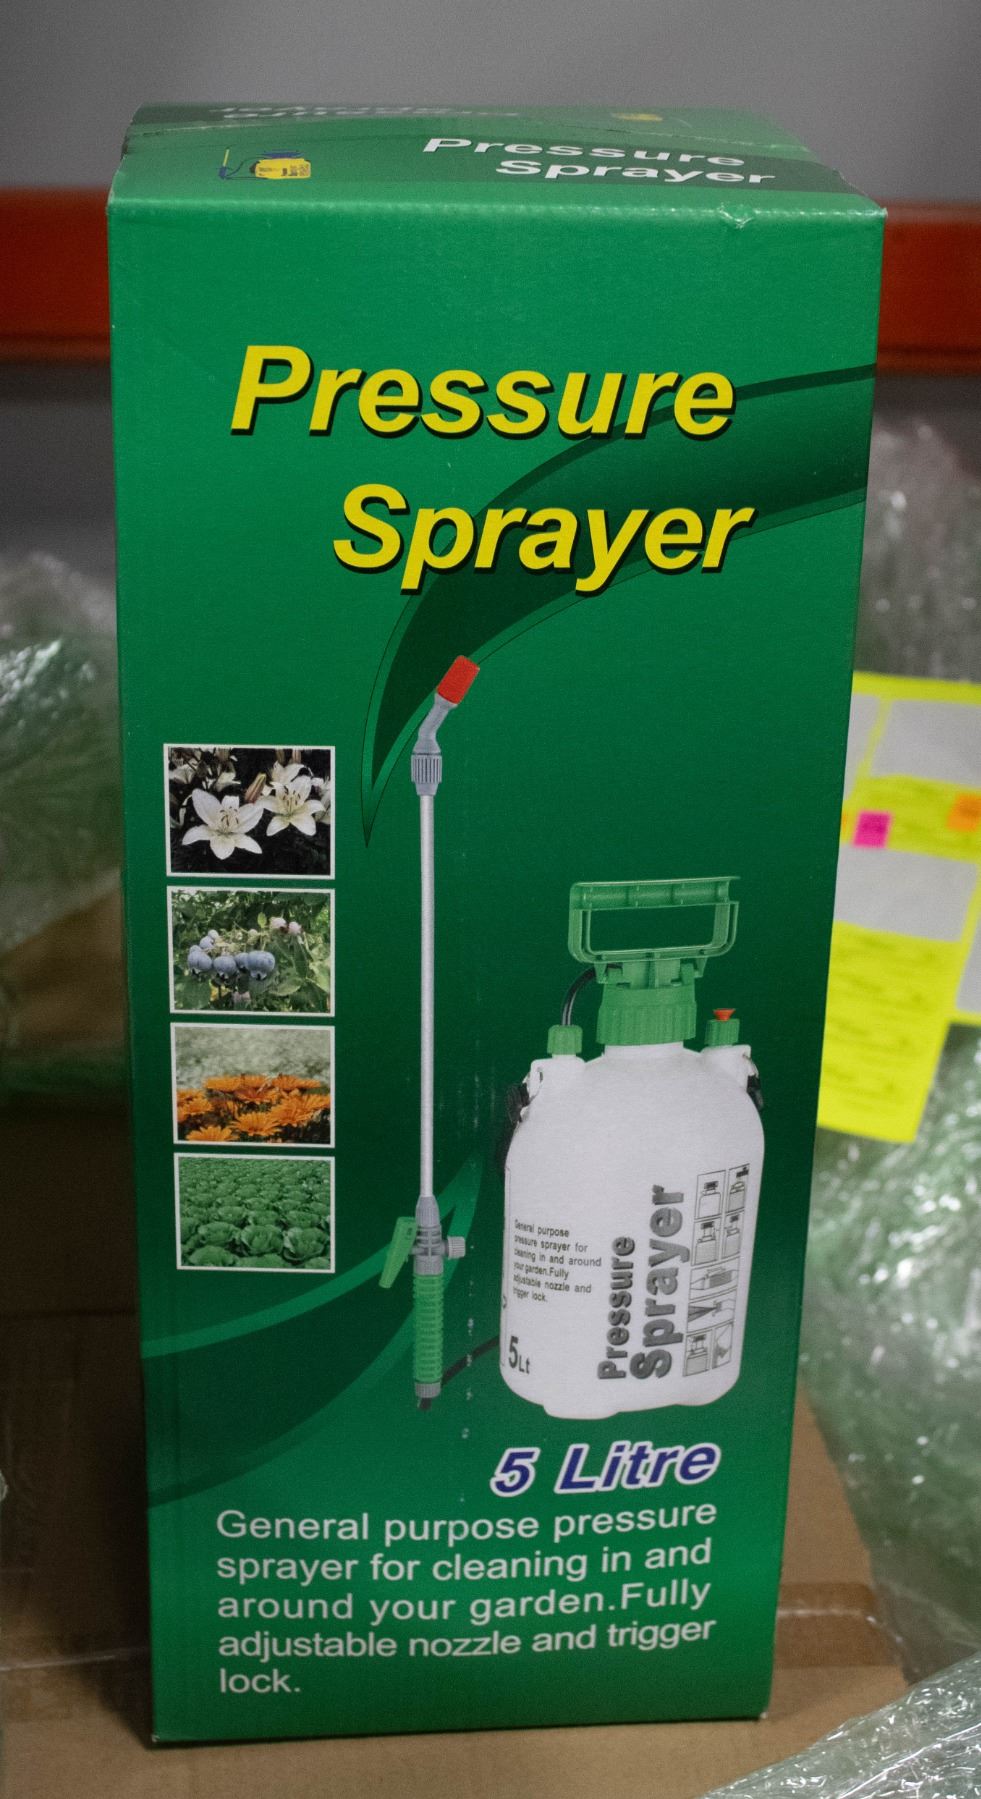 Pressure
Sprayer
Pressure
Sprayer
General purpose
pressure sprayer for
cleaning in and around
your garden.Fully
adjustable nozzle and
trigger lock.
Pressure
Sprayer
5Lt
5 Litre
General purpose pressure
sprayer for cleaning in and
around your garden.Fully
adjustable nozzle and trigger
lock.